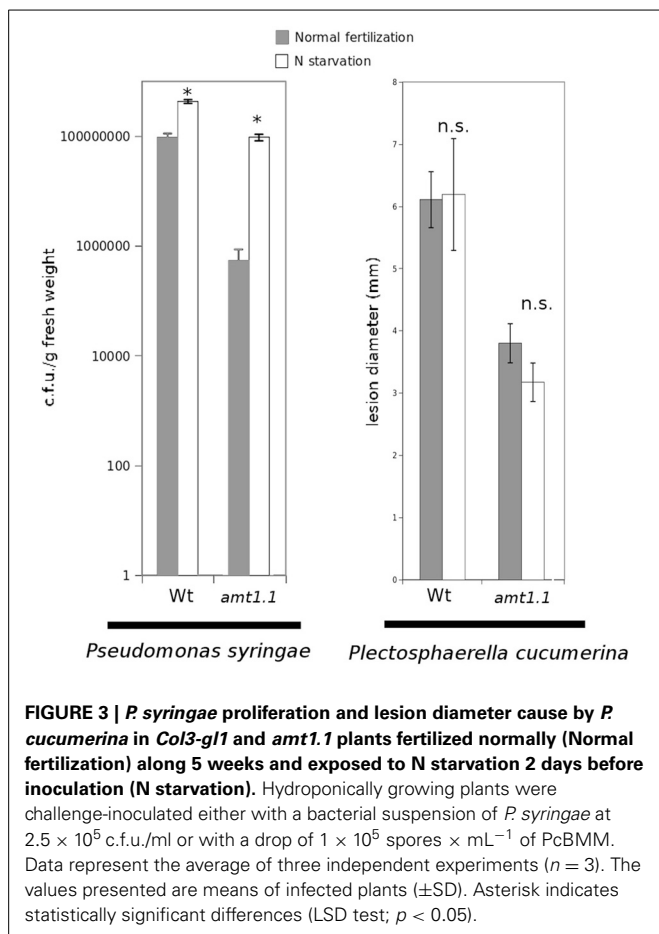 Normal fertilization
N starvation
c.f.u./g fresh weight
100000000
1000000
10000
100
1
*
*
Wt
amt1.1
Pseudomonas syringae
lesion diameter (mm)
8
7
6
5
4
3
2
1
0
n.s.
n.s.
Wt
amt1.1
Plectosphaerella cucumerina
FIGURE 3 | P. syringae proliferation and lesion diameter cause by P.
cucumerina in Col3-gl1 and amt1.1 plants fertilized normally (Normal
fertilization) along 5 weeks and exposed to N starvation 2 days before
inoculation (N starvation). Hydroponically growing plants were
challenge-inoculated either with a bacterial suspension of P. syringae at
2.5 × 10⁵ c.f.u./ml or with a drop of 1 × 10⁵ spores × mL⁻¹ of PcBMM.
Data represent the average of three independent experiments (n = 3). The
values presented are means of infected plants (±SD). Asterisk indicates
statistically significant differences (LSD test; p < 0.05).